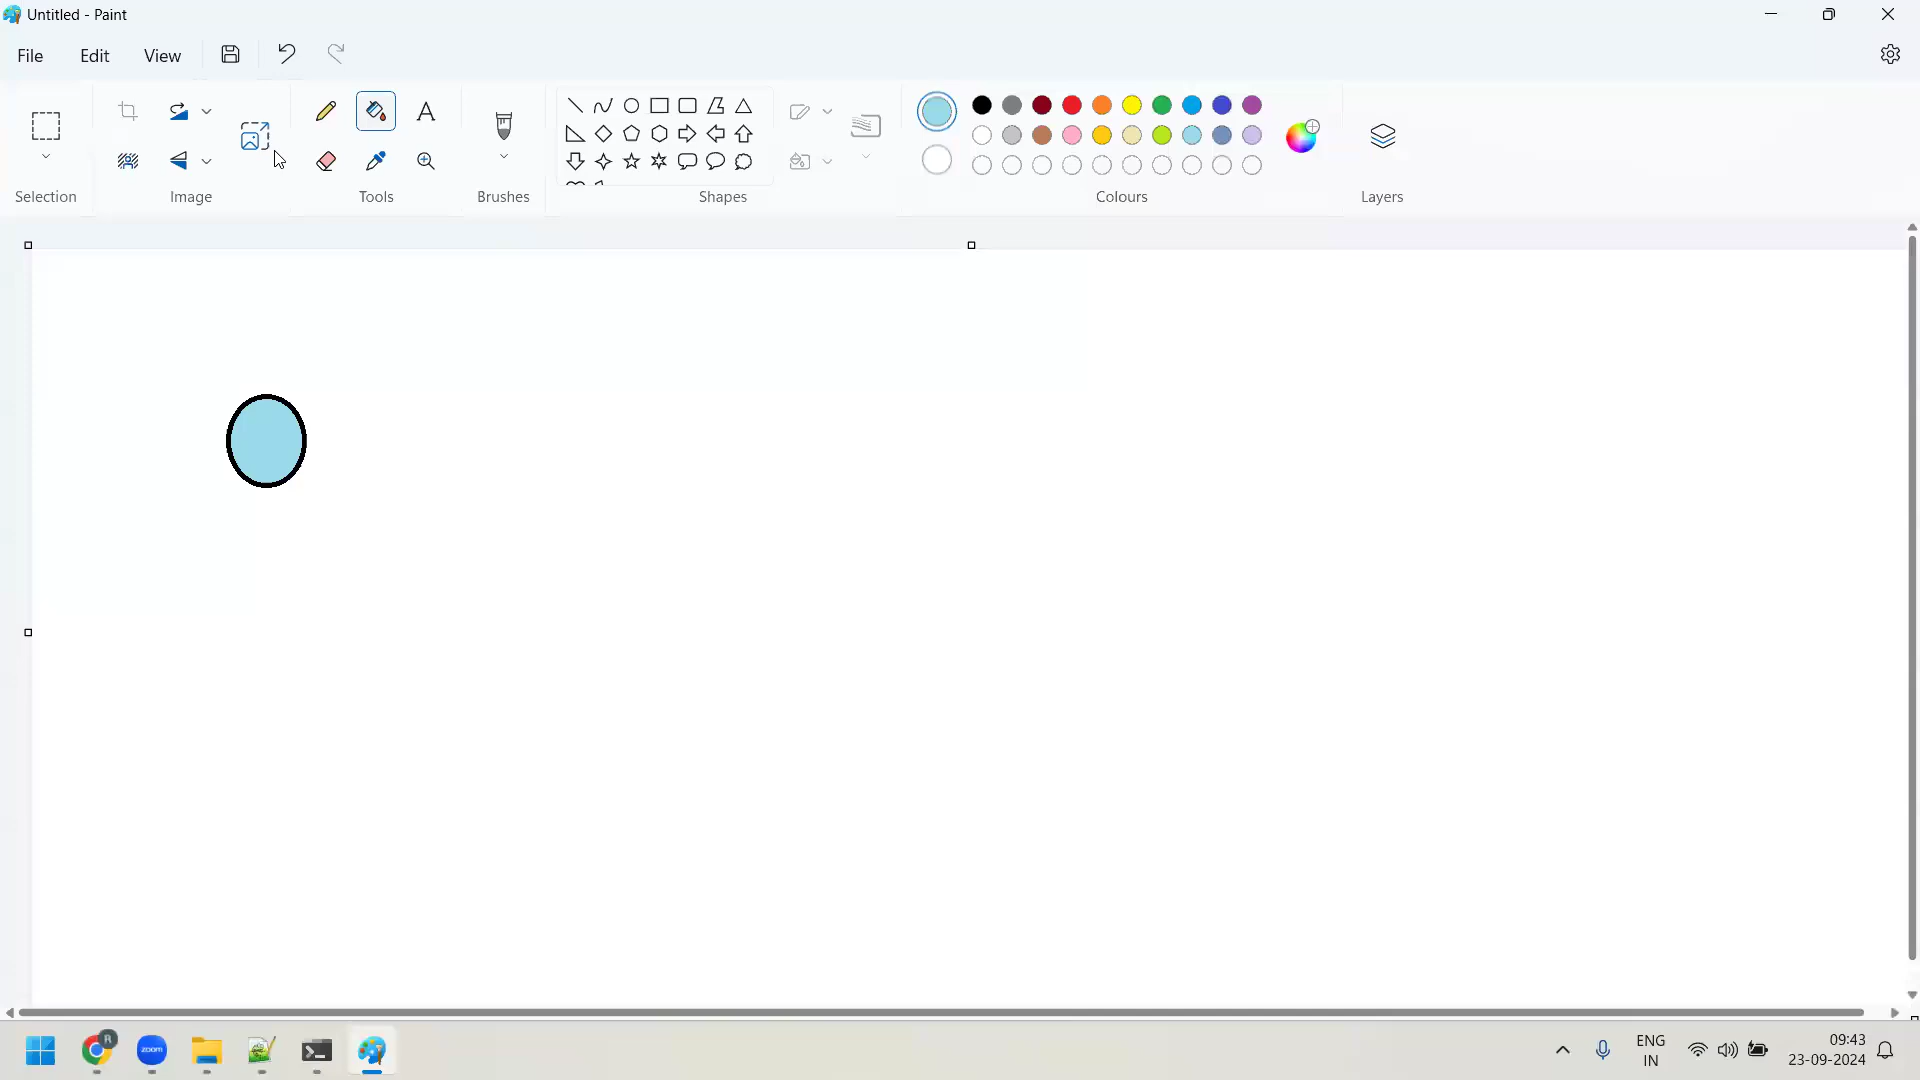 Untitled - Paint
File Edit View
Selection Image Tools Brushes Shapes Colours Layers
zoom
R
ENG
IN
09:43
23-09-2024